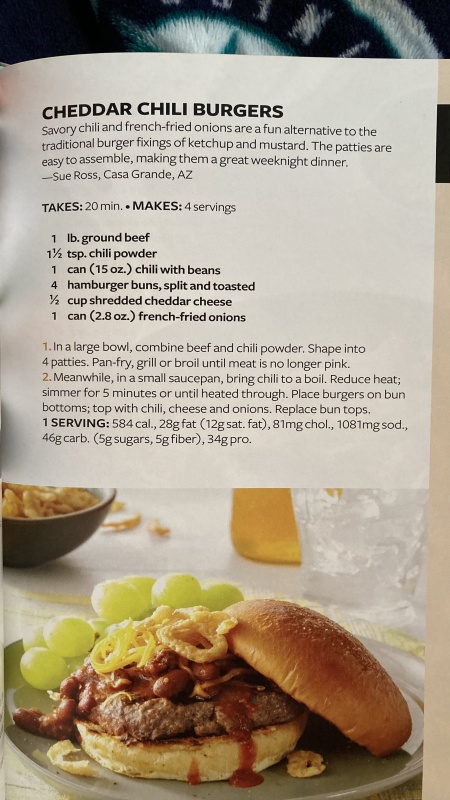 CHEDDAR CHILI BURGERS
Savory chili and french-fried onions are a fun alternative to the
traditional burger fixings of ketchup and mustard. The patties are
easy to assemble, making them a great weeknight dinner.
—Sue Ross, Casa Grande, AZ
TAKES: 20 min. • MAKES: 4 servings
1 lb. ground beef
1½ tsp. chili powder
1 can (15 oz.) chili with beans
4 hamburger buns, split and toasted
½ cup shredded cheddar cheese
1 can (2.8 oz.) french-fried onions
1. In a large bowl, combine beef and chili powder. Shape into
4 patties. Pan-fry, grill or broil until meat is no longer pink.
2. Meanwhile, in a small saucepan, bring chili to a boil. Reduce heat;
simmer for 5 minutes or until heated through. Place burgers on bun
bottoms; top with chili, cheese and onions. Replace bun tops.
1 SERVING: 584 cal., 28g fat (12g sat. fat), 81mg chol., 1081mg sod.,
46g carb. (5g sugars, 5g fiber), 34g pro.